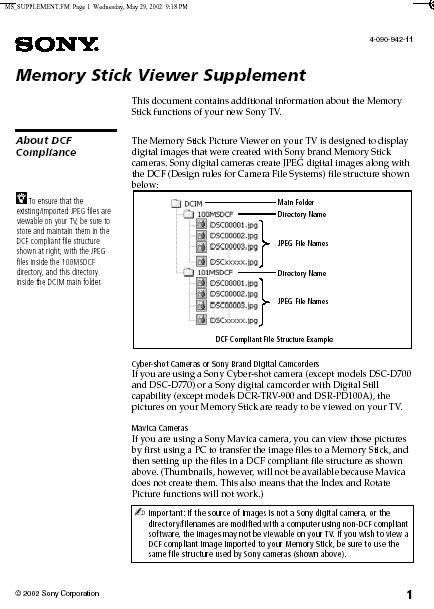 MS_SUPPLEMENT.FM Page 1 Wednesday, May 29, 2002 9:18 PM
4-090-942-11
SONY
Memory Stick Viewer Supplement
This document contains additional information about the Memory
Stick functions of your new Sony TV.
About DCF
Compliance
The Memory Stick Picture Viewer on your TV is designed to display
digital images that were created with Sony brand Memory Stick
cameras. Sony digital cameras create JPEG digital images along with
the DCF (Design rules for Camera File Systems) file structure shown
below:
To ensure that the
existing/imported JPEG files are
viewable on your TV, be sure to
store and maintain them in the
DCF compliant file structure
shown at right, with the JPEG
files inside the 100MSDCF
directory, and this directory
inside the DCIM main folder.
DCIM
Main Folder
100MSDCF
Directory Name
DSC00001.jpg
DSC00002.jpg
DSC00003.jpg
JPEG File Names
DSCxxxxx.jpg
101MSDCF
Directory Name
DSC00001.jpg
DSC00002.jpg
DSC00003.jpg
JPEG File Names
DSCxxxxx.jpg
DCF Compliant File Structure Example
Cyber-shot Cameras or Sony Brand Digital Camcorders
If you are using a Sony Cyber-shot camera (except models DSC-D700
and DSC-D770) or a Sony digital camcorder with Digital Still
capability (except models DCR-TRV-900 and DSR-PD100A), the
pictures on your Memory Stick are ready to be viewed on your TV.
Mavica Cameras
If you are using a Sony Mavica camera, you can view those pictures
by first using a PC to transfer the image files to a Memory Stick, and
then setting up the files in a DCF compliant file structure as shown
above. (Thumbnails, however, will not be available because Mavica
does not create them. This also means that the Index and Rotate
Picture functions will not work.)
Important: If the source of images is not a Sony digital camera, or the
directory/filenames are modified with a computer using non-DCF compliant
software, the images may not be viewable on your TV. If you wish to view a
DCF compliant image imported to your Memory Stick, be sure to use the
same file structure used by Sony cameras (shown above).
© 2002 Sony Corporation
1